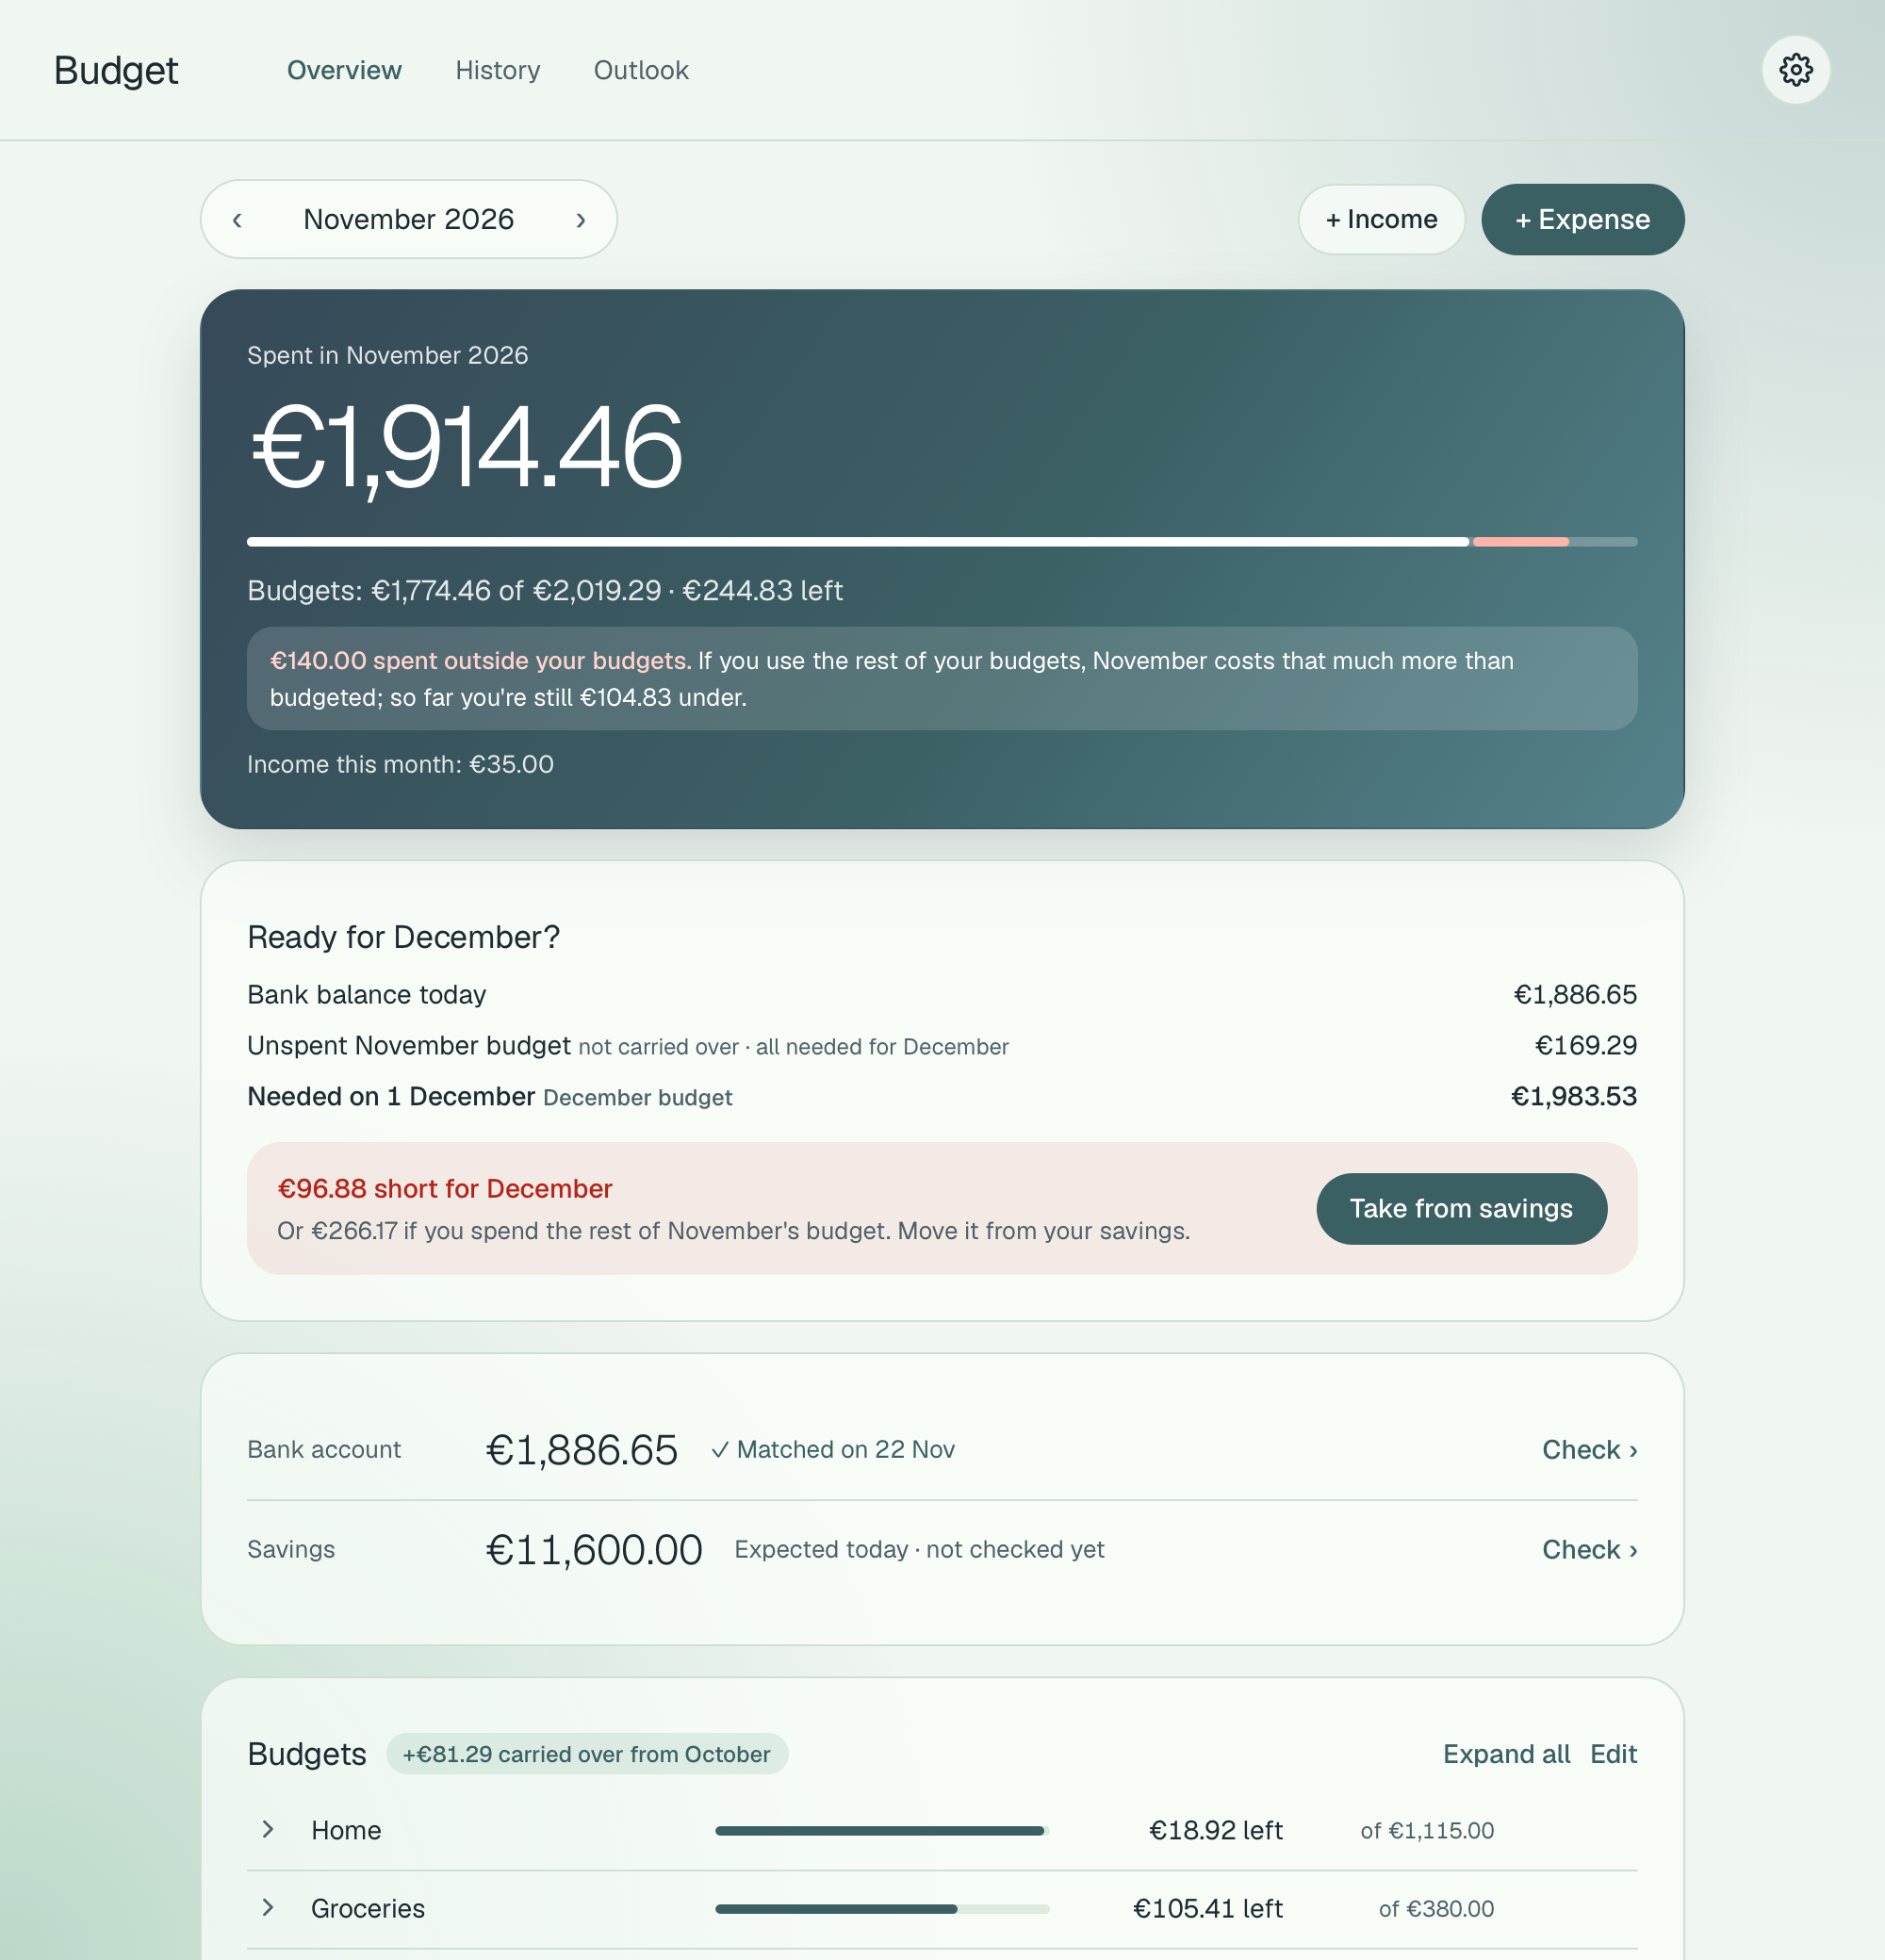 Budget
Overview
History
Outlook
‹ November 2026 ›
+ Income
+ Expense
Spent in November 2026
€1,914.46
Budgets: €1,774.46 of €2,019.29 · €244.83 left
€140.00 spent outside your budgets. If you use the rest of your budgets, November costs that much more than
budgeted; so far you're still €104.83 under.
Income this month: €35.00
Ready for December?
Bank balance today €1,886.65
Unspent November budget not carried over · all needed for December €169.29
Needed on 1 December December budget €1,983.53
€96.88 short for December
Or €266.17 if you spend the rest of November's budget. Move it from your savings.
Take from savings
Bank account €1,886.65 ✓ Matched on 22 Nov Check ›
Savings €11,600.00 Expected today · not checked yet Check ›
Budgets +€81.29 carried over from October Expand all Edit
Home €18.92 left of €1,115.00
Groceries €105.41 left of €380.00